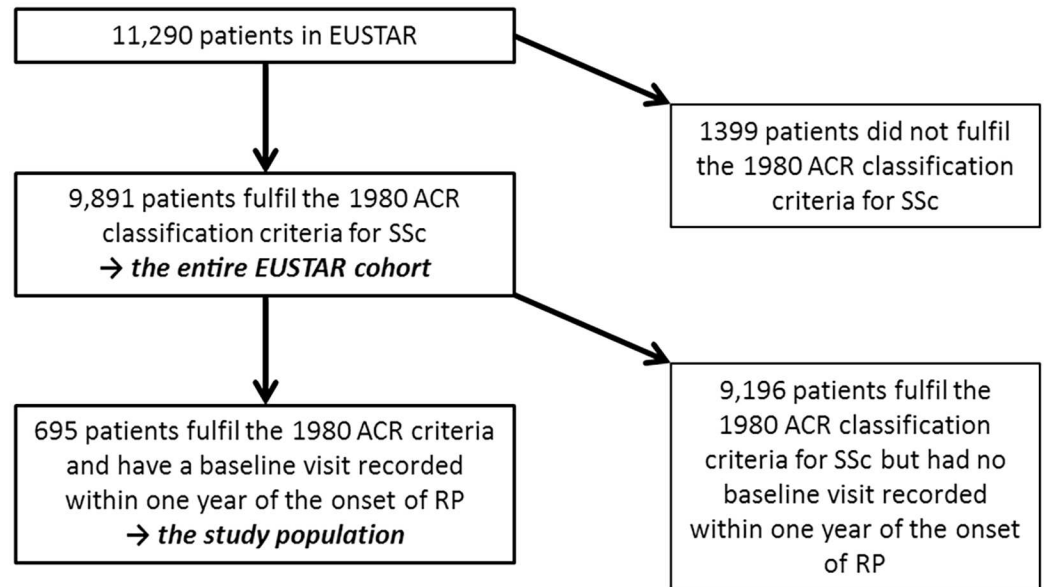 11,290 patients in EUSTAR
1399 patients did not fulfil
the 1980 ACR classification
criteria for SSc
9,891 patients fulfil the 1980 ACR
classification criteria for SSc
→ the entire EUSTAR cohort
695 patients fulfil the 1980 ACR criteria
and have a baseline visit recorded
within one year of the onset of RP
→ the study population
9,196 patients fulfil the
1980 ACR classification
criteria for SSc but had no
baseline visit recorded
within one year of the onset
of RP